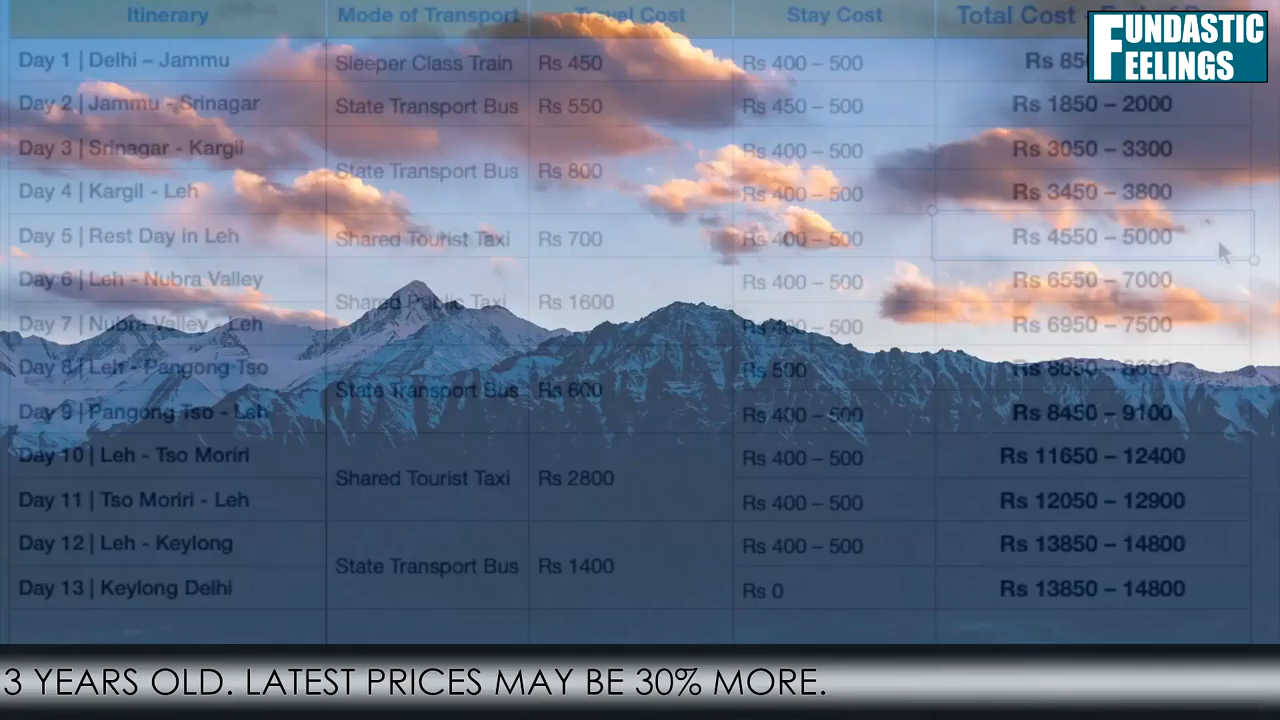 Itinerary Mode of Transport Travel Cost Stay Cost Total Cost
FUNDASTIC
FEELINGS
Day 1 | Delhi – Jammu Sleeper Class Train Rs 450 Rs 400 – 500
Day 2 | Jammu - Srinagar State Transport Bus Rs 550 Rs 450 – 500 Rs 1850 – 2000
Day 3 | Srinagar - Kargil Rs 400 – 500 Rs 3050 – 3300
State Transport Bus Rs 800
Day 4 | Kargil - Leh Rs 400 – 500 Rs 3450 – 3800
Day 5 | Rest Day in Leh Shared Tourist Taxi Rs 700 Rs 400 – 500 Rs 4550 – 5000
Day 6 | Leh - Nubra Valley Rs 400 – 500 Rs 6550 – 7000
Shared Public Taxi Rs 1600
Day 7 | Nubra Valley - Leh Rs 400 – 500 Rs 6950 – 7500
Day 8 | Leh - Pangong Tso Rs 500
State Transport Bus Rs 600
Day 9 | Pangong Tso - Leh Rs 400 – 500 Rs 8450 – 9100
Day 10 | Leh - Tso Moriri Rs 400 – 500 Rs 11650 – 12400
Shared Tourist Taxi Rs 2800
Day 11 | Tso Moriri - Leh Rs 400 – 500 Rs 12050 – 12900
Day 12 | Leh - Keylong Rs 400 – 500 Rs 13850 – 14800
State Transport Bus Rs 1400
Day 13 | Keylong Delhi Rs 0 Rs 13850 – 14800
3 YEARS OLD. LATEST PRICES MAY BE 30% MORE.